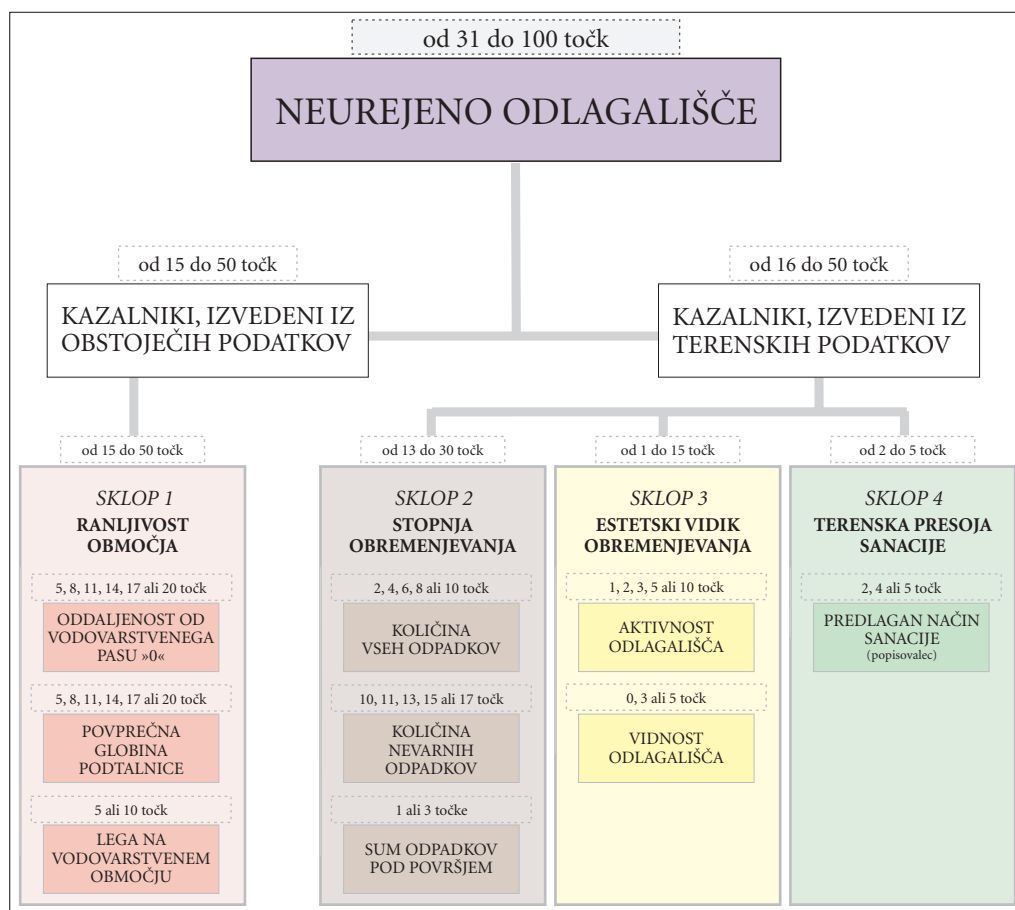 od 31 do 100 točk
NEUREJENO ODLAGALIŠČE
od 15 do 50 točk
KAZALNIKI, IZVEDENI IZ
OBSTOJEČIH PODATKOV
od 16 do 50 točk
KAZALNIKI, IZVEDENI IZ
TERENSKIH PODATKOV
od 15 do 50 točk
SKLOP 1
RANLJIVOST
OBMOČJA
5, 8, 11, 14, 17 ali 20 točk
ODDALJENOST OD
VODOVARSTVENEGA
PASU »0«
5, 8, 11, 14, 17 ali 20 točk
POVPREČNA
GLOBINA
PODTALNICE
5 ali 10 točk
LEGA NA
VODOVARSTVENEM
OBMOČJU
od 13 do 30 točk
SKLOP 2
STOPNJA
OBREMENJEVANJA
2, 4, 6, 8 ali 10 točk
KOLIČINA
VSEH ODPADKOV
10, 11, 13, 15 ali 17 točk
KOLIČINA
NEVARNIH
ODPADKOV
1 ali 3 točke
SUM ODPADKOV
POD POVRŠJEM
od 1 do 15 točk
SKLOP 3
ESTETSKI VIDIK
OBREMENJEVANJA
1, 2, 3, 5 ali 10 točk
AKTIVNOST
ODLAGALIŠČA
0, 3 ali 5 točk
VIDNOST
ODLAGALIŠČA
od 2 do 5 točk
SKLOP 4
TERENSKA PRESOJA
SANACIJE
2, 4 ali 5 točk
PREDLAGAN NAČIN
SANACIJE
(popisovalec)